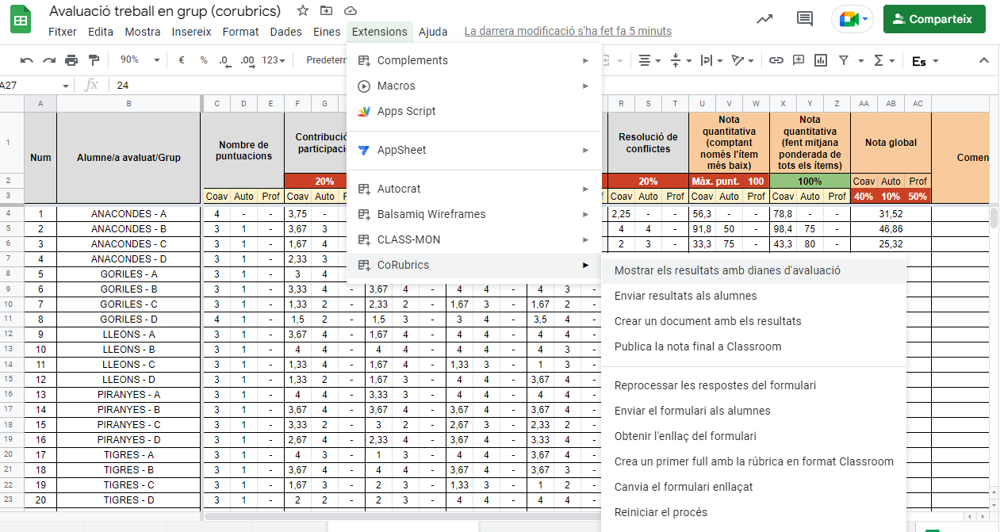 Avaluació treball en grup (corubrics)
Fitxer Edita Mostra Insereix Format Dades Eines Extensions Ajuda La darrera modificació s'ha fet fa 5 minuts
Comparteix
90% € % .0 .00 123 Predeterm Es
A27 fx 24
Complements
Macros
Apps Script
AppSheet
Autocrat
Balsamiq Wireframes
CLASS-MON
CoRubrics
Mostrar els resultats amb dianes d'avaluació
Enviar resultats als alumnes
Crear un document amb els resultats
Publica la nota final a Classroom
Reprocessar les respostes del formulari
Enviar el formulari als alumnes
Obtenir l'enllaç del formulari
Crea un primer full amb la rúbrica en format Classroom
Canvia el formulari enllaçat
Reiniciar el procés
A B C D E F G R S T U V W X Y Z AA AB AC
1 Num Alumne/a avaluat/Grup
Nombre de puntuacions
Contribució participaci
Resolució de conflictes
Nota quantitativa (comptant només l'ítem més baix)
Nota quantitativa (fent mitjana ponderada de tots els ítems)
Nota global
Comen
2 20% 20% Màx. punt. 100 100% Coav Auto Prof
3 Coav Auto Prof Coav Auto Coav Auto Prof Coav Auto Prof Coav Auto Prof 40% 10% 50%
4 1 ANACONDES - A 4 - - 3,75 - 2,25 - - 56,3 - - 78,8 - - 31,52
5 2 ANACONDES - B 3 1 - 3,67 3 4 4 - 91,8 50 - 98,4 75 - 46,86
6 3 ANACONDES - C 3 1 - 1,67 4 2 3 - 33,3 75 - 43,3 80 - 25,32
7 4 ANACONDES - D 3 1 - 2,33 3
8 5 GORILES - A 3 1 - 3 4
9 6 GORILES - B 3 1 - 3,33 4 - 3,67 4 - 4 4 - 4 3 -
10 7 GORILES - C 3 1 - 1,33 2 - 2,33 2 - 1,67 3 - 1,67 2 -
11 8 GORILES - D 4 1 - 1,5 2 - 1,5 3 - 3 4 - 3,5 4 -
12 9 LLEONS - A 3 1 - 3,67 4 - 1,67 4 - 4 4 - 4 4 -
13 10 LLEONS - B 3 1 - 4 4 - 4 4 - 4 4 - 4 3 -
14 11 LLEONS - C 3 1 - 1,33 4 - 1,67 4 - 1,33 3 - 1 3 -
15 12 LLEONS - D 3 1 - 1,33 2 - 1,67 3 - 4 4 - 3,67 4 -
16 13 PIRANYES - A 3 1 - 4 4 - 3,33 3 - 4 4 - 4 4 -
17 14 PIRANYES - B 3 1 - 3,67 4 - 3,67 4 - 3,67 4 - 3,67 4 -
18 15 PIRANYES - C 3 1 - 3,33 2 - 3 2 - 2,67 3 - 2,33 2 -
19 16 PIRANYES - D 3 1 - 2,67 4 - 2,33 4 - 3,67 4 - 3,33 4 -
20 17 TIGRES - A 3 1 - 4 3 - 1 3 - 4 4 - 3,67 4 -
21 18 TIGRES - B 3 1 - 3,67 4 - 4 4 - 3,67 4 - 3,67 3 -
22 19 TIGRES - C 3 1 - 1,67 3 - 2 3 - 1,33 3 - 1 2 -
23 20 TIGRES - D 3 1 - 2 2 - 2 3 - 4 4 - 4 4 -